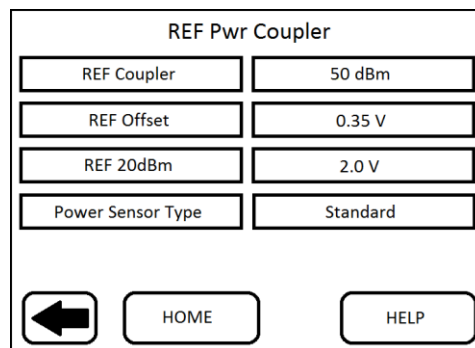 REF Pwr Coupler
REF Coupler 50 dBm
REF Offset 0.35 V
REF 20dBm 2.0 V
Power Sensor Type Standard
HOME HELP